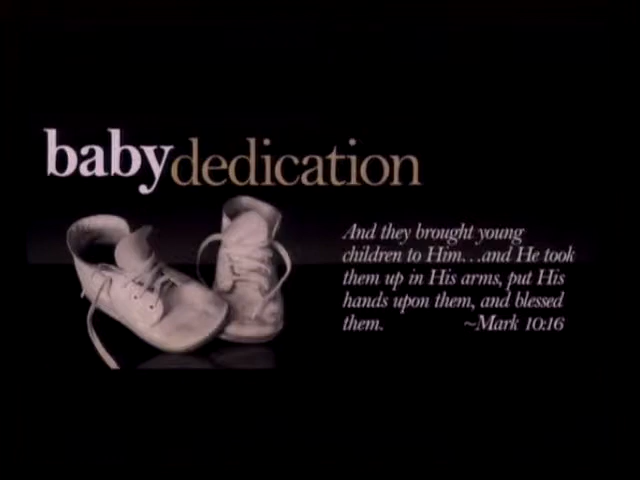 babydedication
And they brought young
children to Him. . .and He took
them up in His arms, put His
hands upon them, and blessed
them. ~Mark 10:16